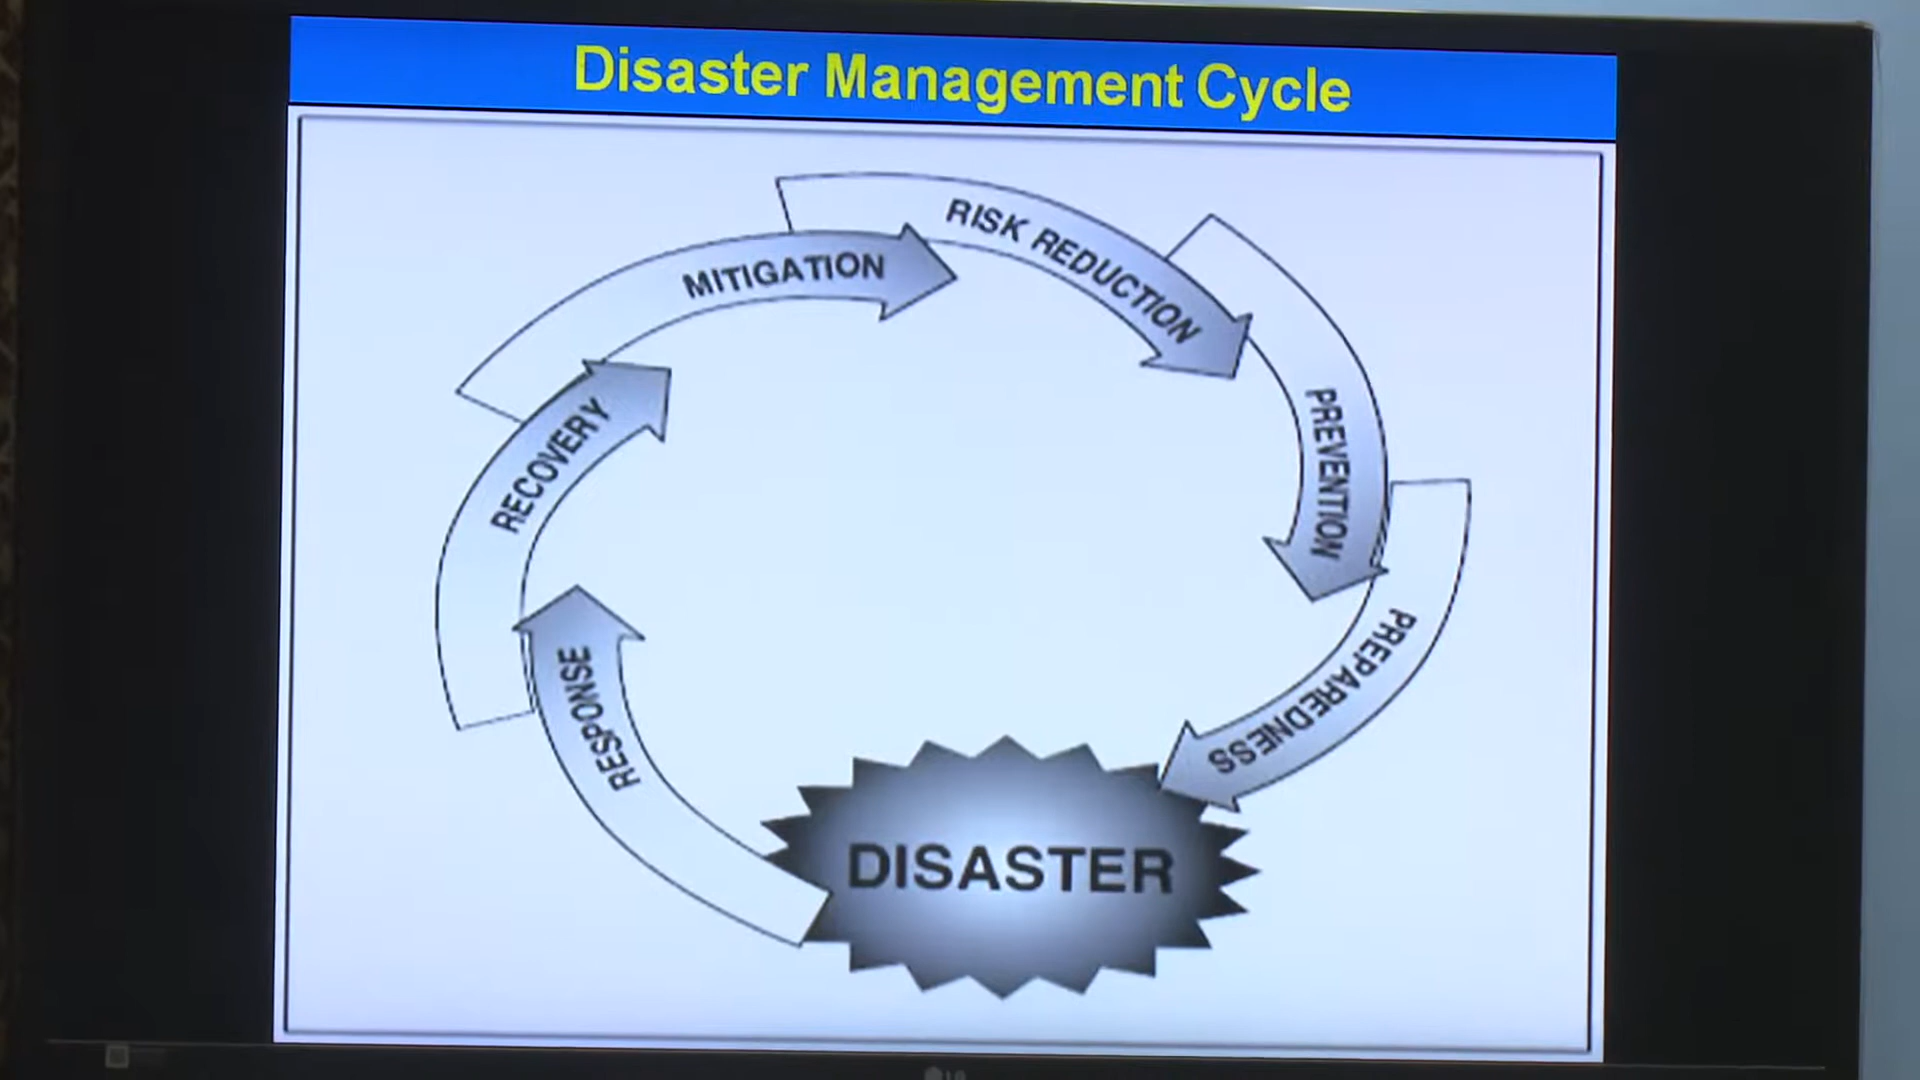 Disaster Management Cycle
RISK REDUCTION
MITIGATION
PREVENTION
RECOVERY
PREPAREDNESS
RESPONSE
DISASTER